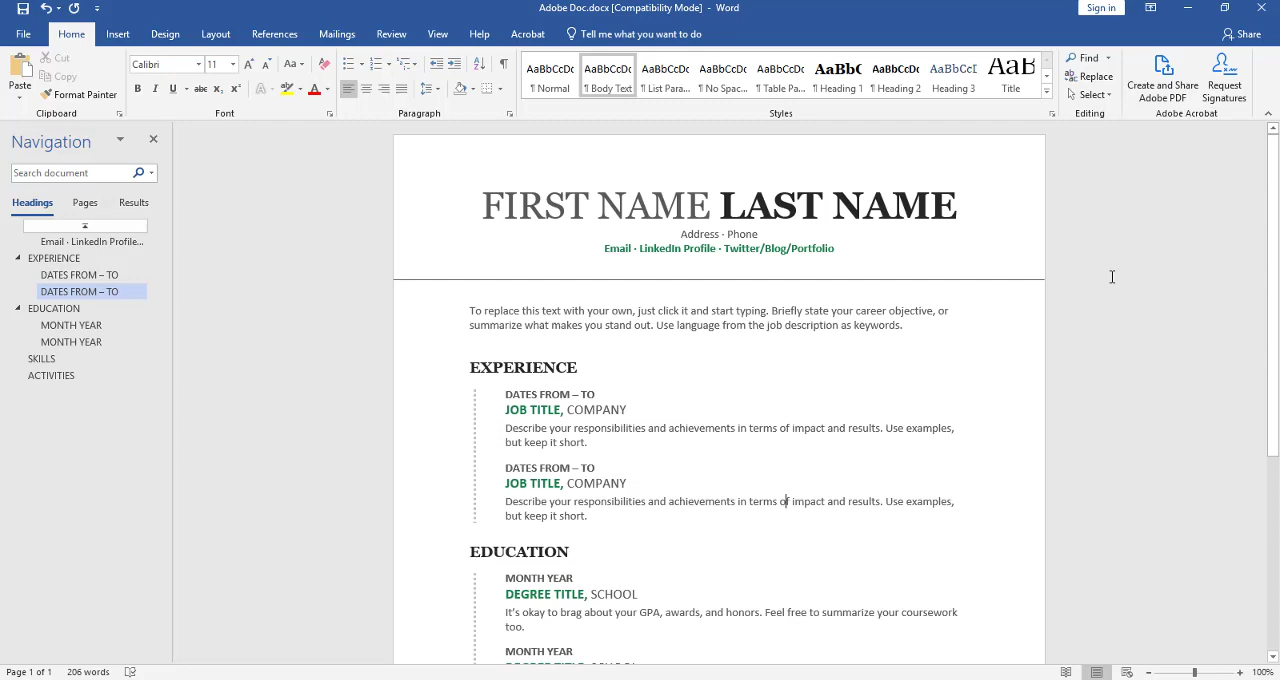 Adobe Doc.docx [Compatibility Mode] - Word
Sign in
File Home Insert Design Layout References Mailings Review View Help Acrobat Tell me what you want to do Share
Paste
Cut
Copy
Format Painter
Clipboard
Calibri 11
Font
Paragraph
AaBbCcDc AaBbCcDc AaBbCcDc AaBbCcDc AaBbCcDc AaBbC AaBbCcDc AaBbCcI AaB
¶ Normal ¶ Body Text ¶ List Para... ¶ No Spac... ¶ Table Pa... ¶ Heading 1 ¶ Heading 2 Heading 3 Title
Styles
Find
Replace
Select
Editing
Create and Share
Adobe PDF
Request
Signatures
Adobe Acrobat
Navigation
Search document
Headings Pages Results
Email · LinkedIn Profile...
EXPERIENCE
DATES FROM – TO
DATES FROM – TO
EDUCATION
MONTH YEAR
MONTH YEAR
SKILLS
ACTIVITIES
FIRST NAME LAST NAME
Address · Phone
Email · LinkedIn Profile · Twitter/Blog/Portfolio
To replace this text with your own, just click it and start typing. Briefly state your career objective, or
summarize what makes you stand out. Use language from the job description as keywords.
EXPERIENCE
DATES FROM – TO
JOB TITLE, COMPANY
Describe your responsibilities and achievements in terms of impact and results. Use examples,
but keep it short.
DATES FROM – TO
JOB TITLE, COMPANY
Describe your responsibilities and achievements in terms of impact and results. Use examples,
but keep it short.
EDUCATION
MONTH YEAR
DEGREE TITLE, SCHOOL
It's okay to brag about your GPA, awards, and honors. Feel free to summarize your coursework
too.
MONTH YEAR
Page 1 of 1 206 words 100%